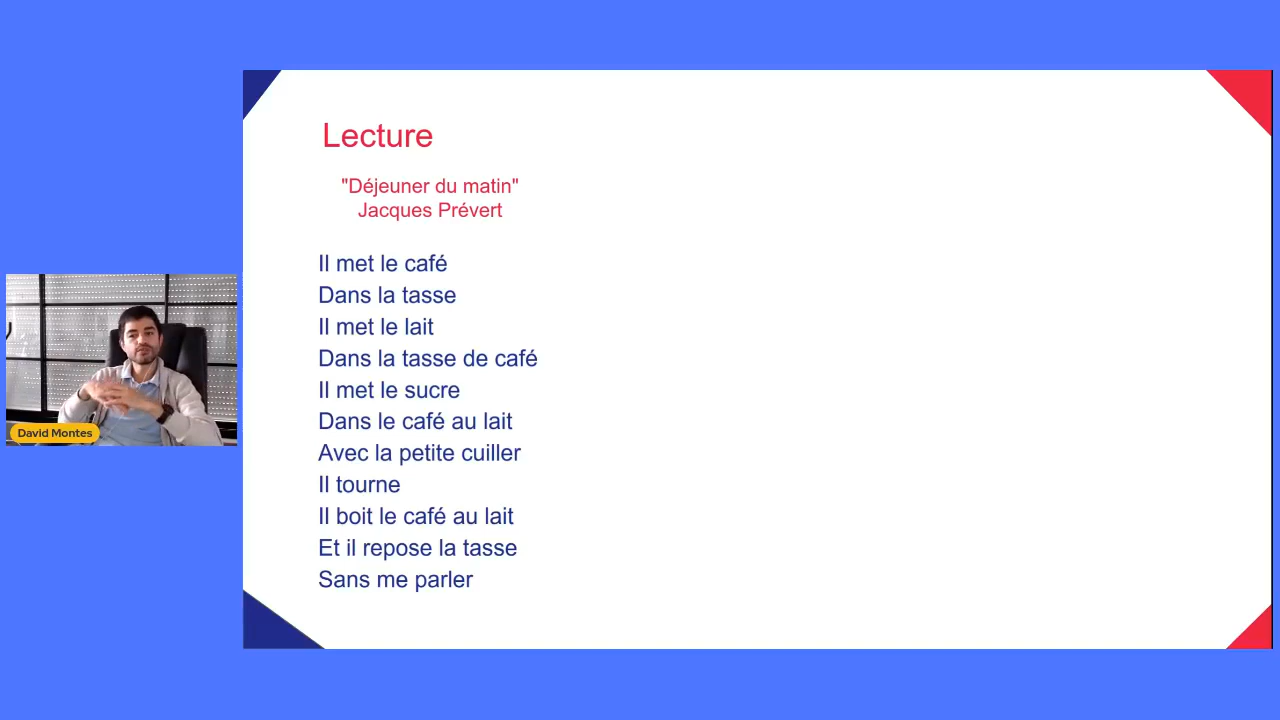 Lecture
"Déjeuner du matin"
Jacques Prévert
Il met le café
Dans la tasse
Il met le lait
Dans la tasse de café
Il met le sucre
Dans le café au lait
Avec la petite cuiller
Il tourne
Il boit le café au lait
Et il repose la tasse
Sans me parler
David Montes